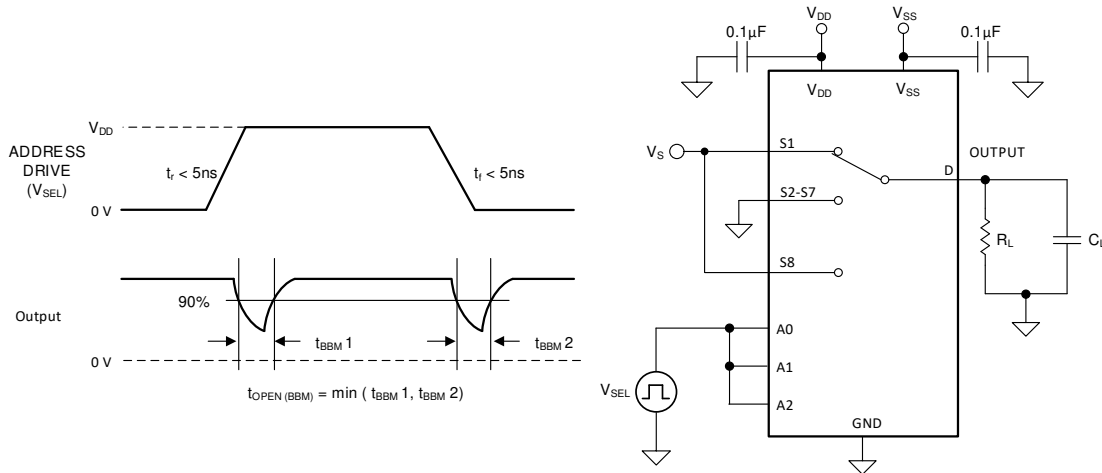 V_DD
ADDRESS
DRIVE
(V_SEL)
t_r < 5ns
t_f < 5ns
0 V
90%
Output
t_BBM 1
t_BBM 2
0 V
t_OPEN (BBM) = min ( t_BBM 1, t_BBM 2)
V_DD
V_SS
0.1µF
0.1µF
V_DD
V_SS
V_S
S1
OUTPUT
D
S2-S7
R_L
C_L
S8
A0
A1
V_SEL
A2
GND